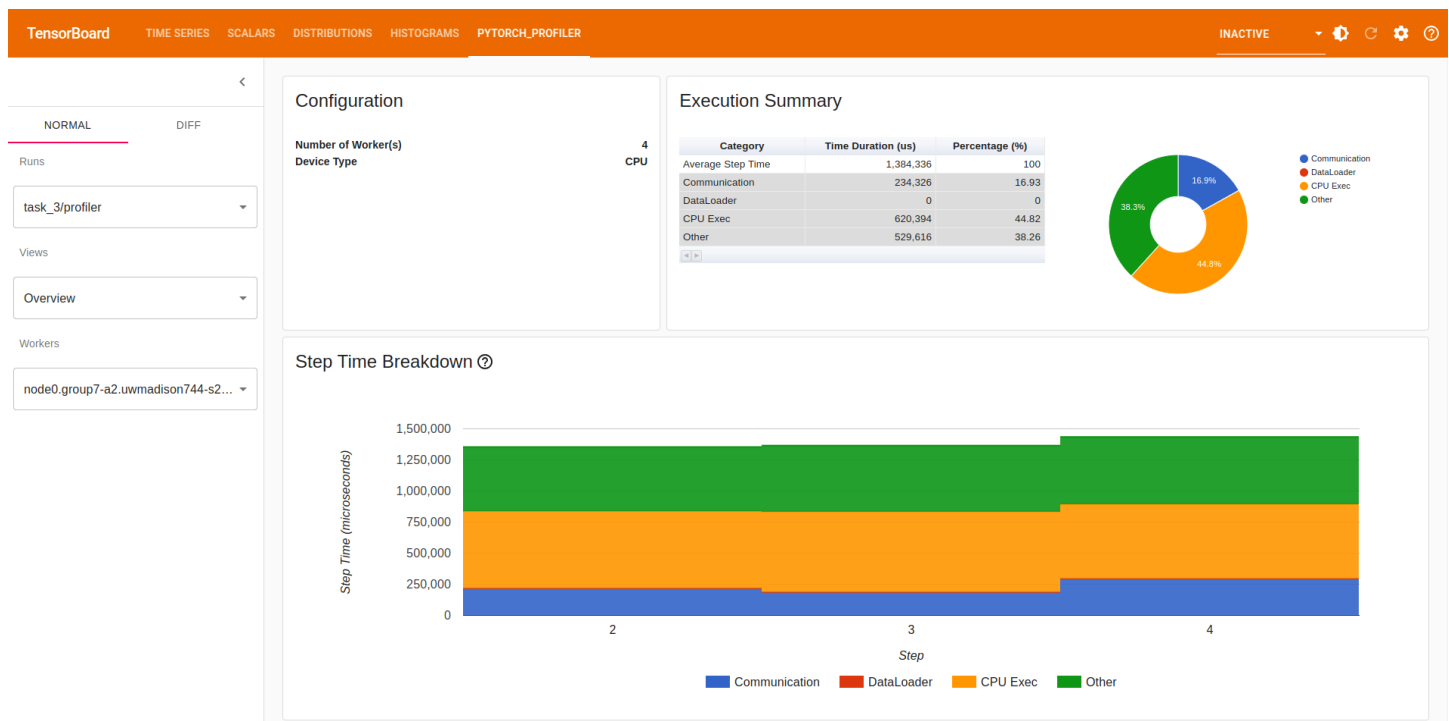 TensorBoard TIME SERIES SCALARS DISTRIBUTIONS HISTOGRAMS PYTORCH_PROFILER INACTIVE
NORMAL DIFF
Runs
task_3/profiler
Views
Overview
Workers
node0.group7-a2.uwmadison744-s2...
Configuration
Number of Worker(s) 4
Device Type CPU
Execution Summary
Category Time Duration (us) Percentage (%)
Average Step Time 1,384,336 100
Communication 234,326 16.93
DataLoader 0 0
CPU Exec 620,394 44.82
Other 529,616 38.26
16.9%
38.3%
44.8%
Communication
DataLoader
CPU Exec
Other
Step Time Breakdown
Step Time (microseconds)
1,500,000
1,250,000
1,000,000
750,000
500,000
250,000
0
2 3 4
Step
Communication DataLoader CPU Exec Other